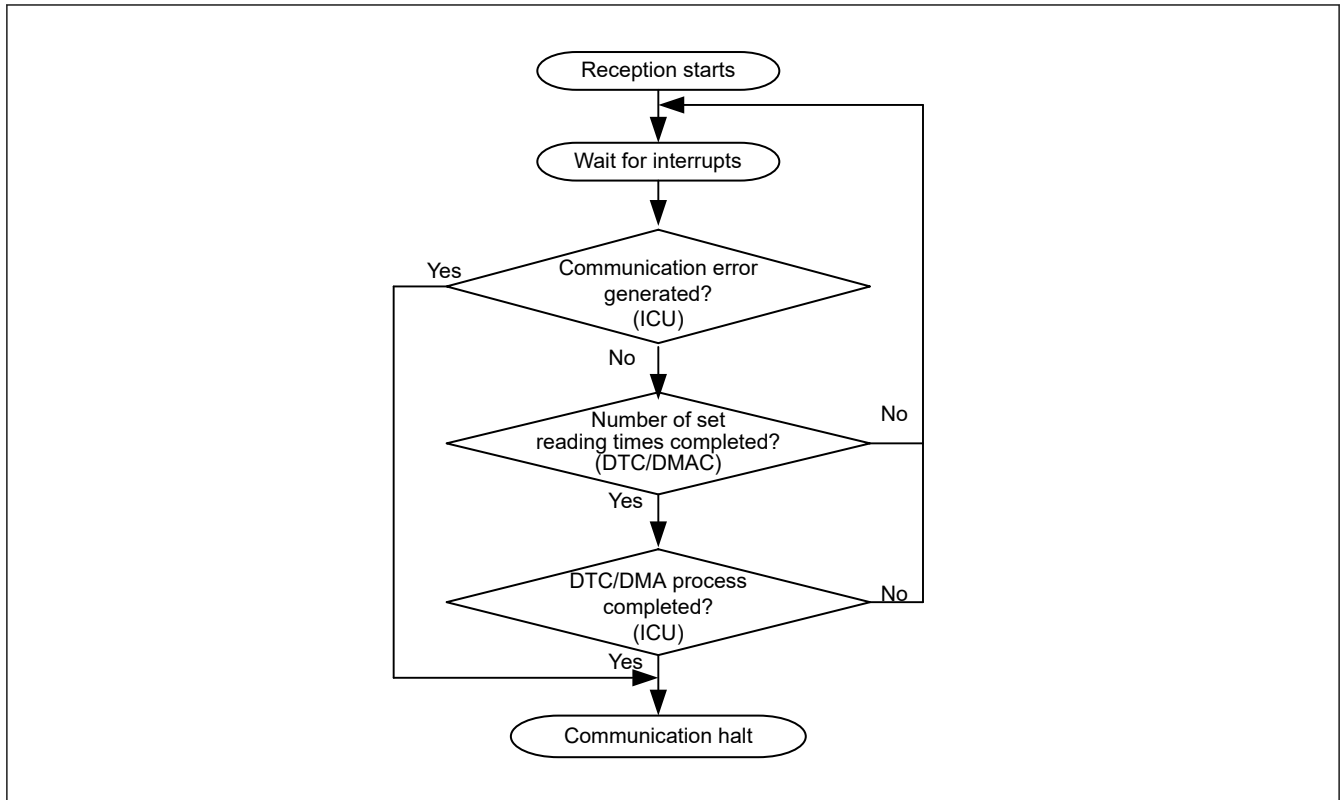 Reception starts
Wait for interrupts
Yes
Communication error
generated?
(ICU)
No
Number of set
reading times completed?
(DTC/DMAC)
No
Yes
DTC/DMA process
completed?
(ICU)
No
Yes
Communication halt